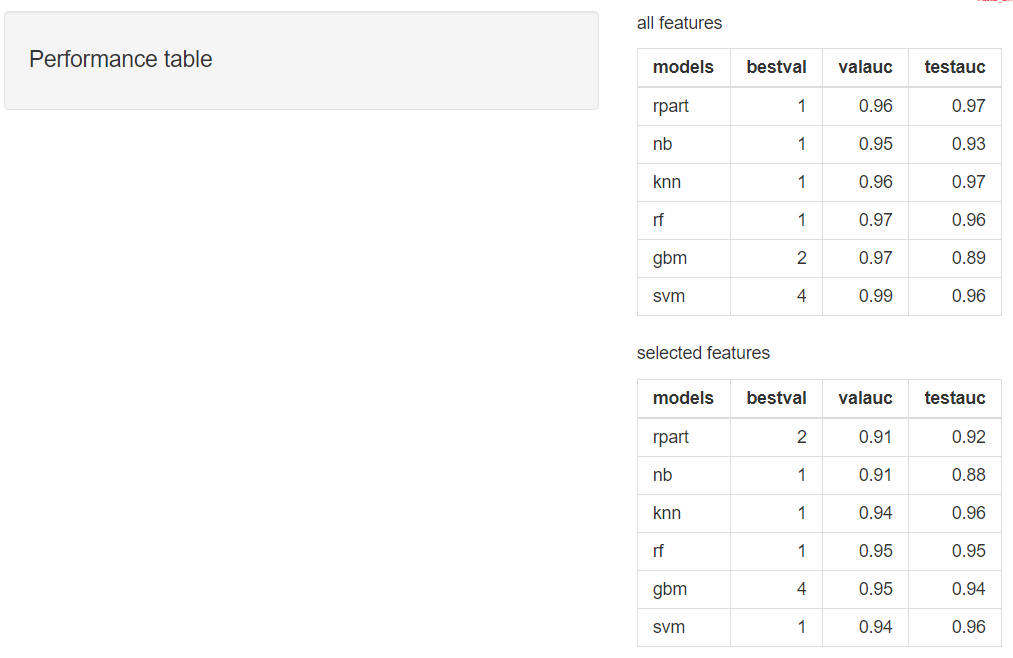 Performance table
all features
models bestval valauc testauc
rpart 1 0.96 0.97
nb 1 0.95 0.93
knn 1 0.96 0.97
rf 1 0.97 0.96
gbm 2 0.97 0.89
svm 4 0.99 0.96
selected features
models bestval valauc testauc
rpart 2 0.91 0.92
nb 1 0.91 0.88
knn 1 0.94 0.96
rf 1 0.95 0.95
gbm 4 0.95 0.94
svm 1 0.94 0.96